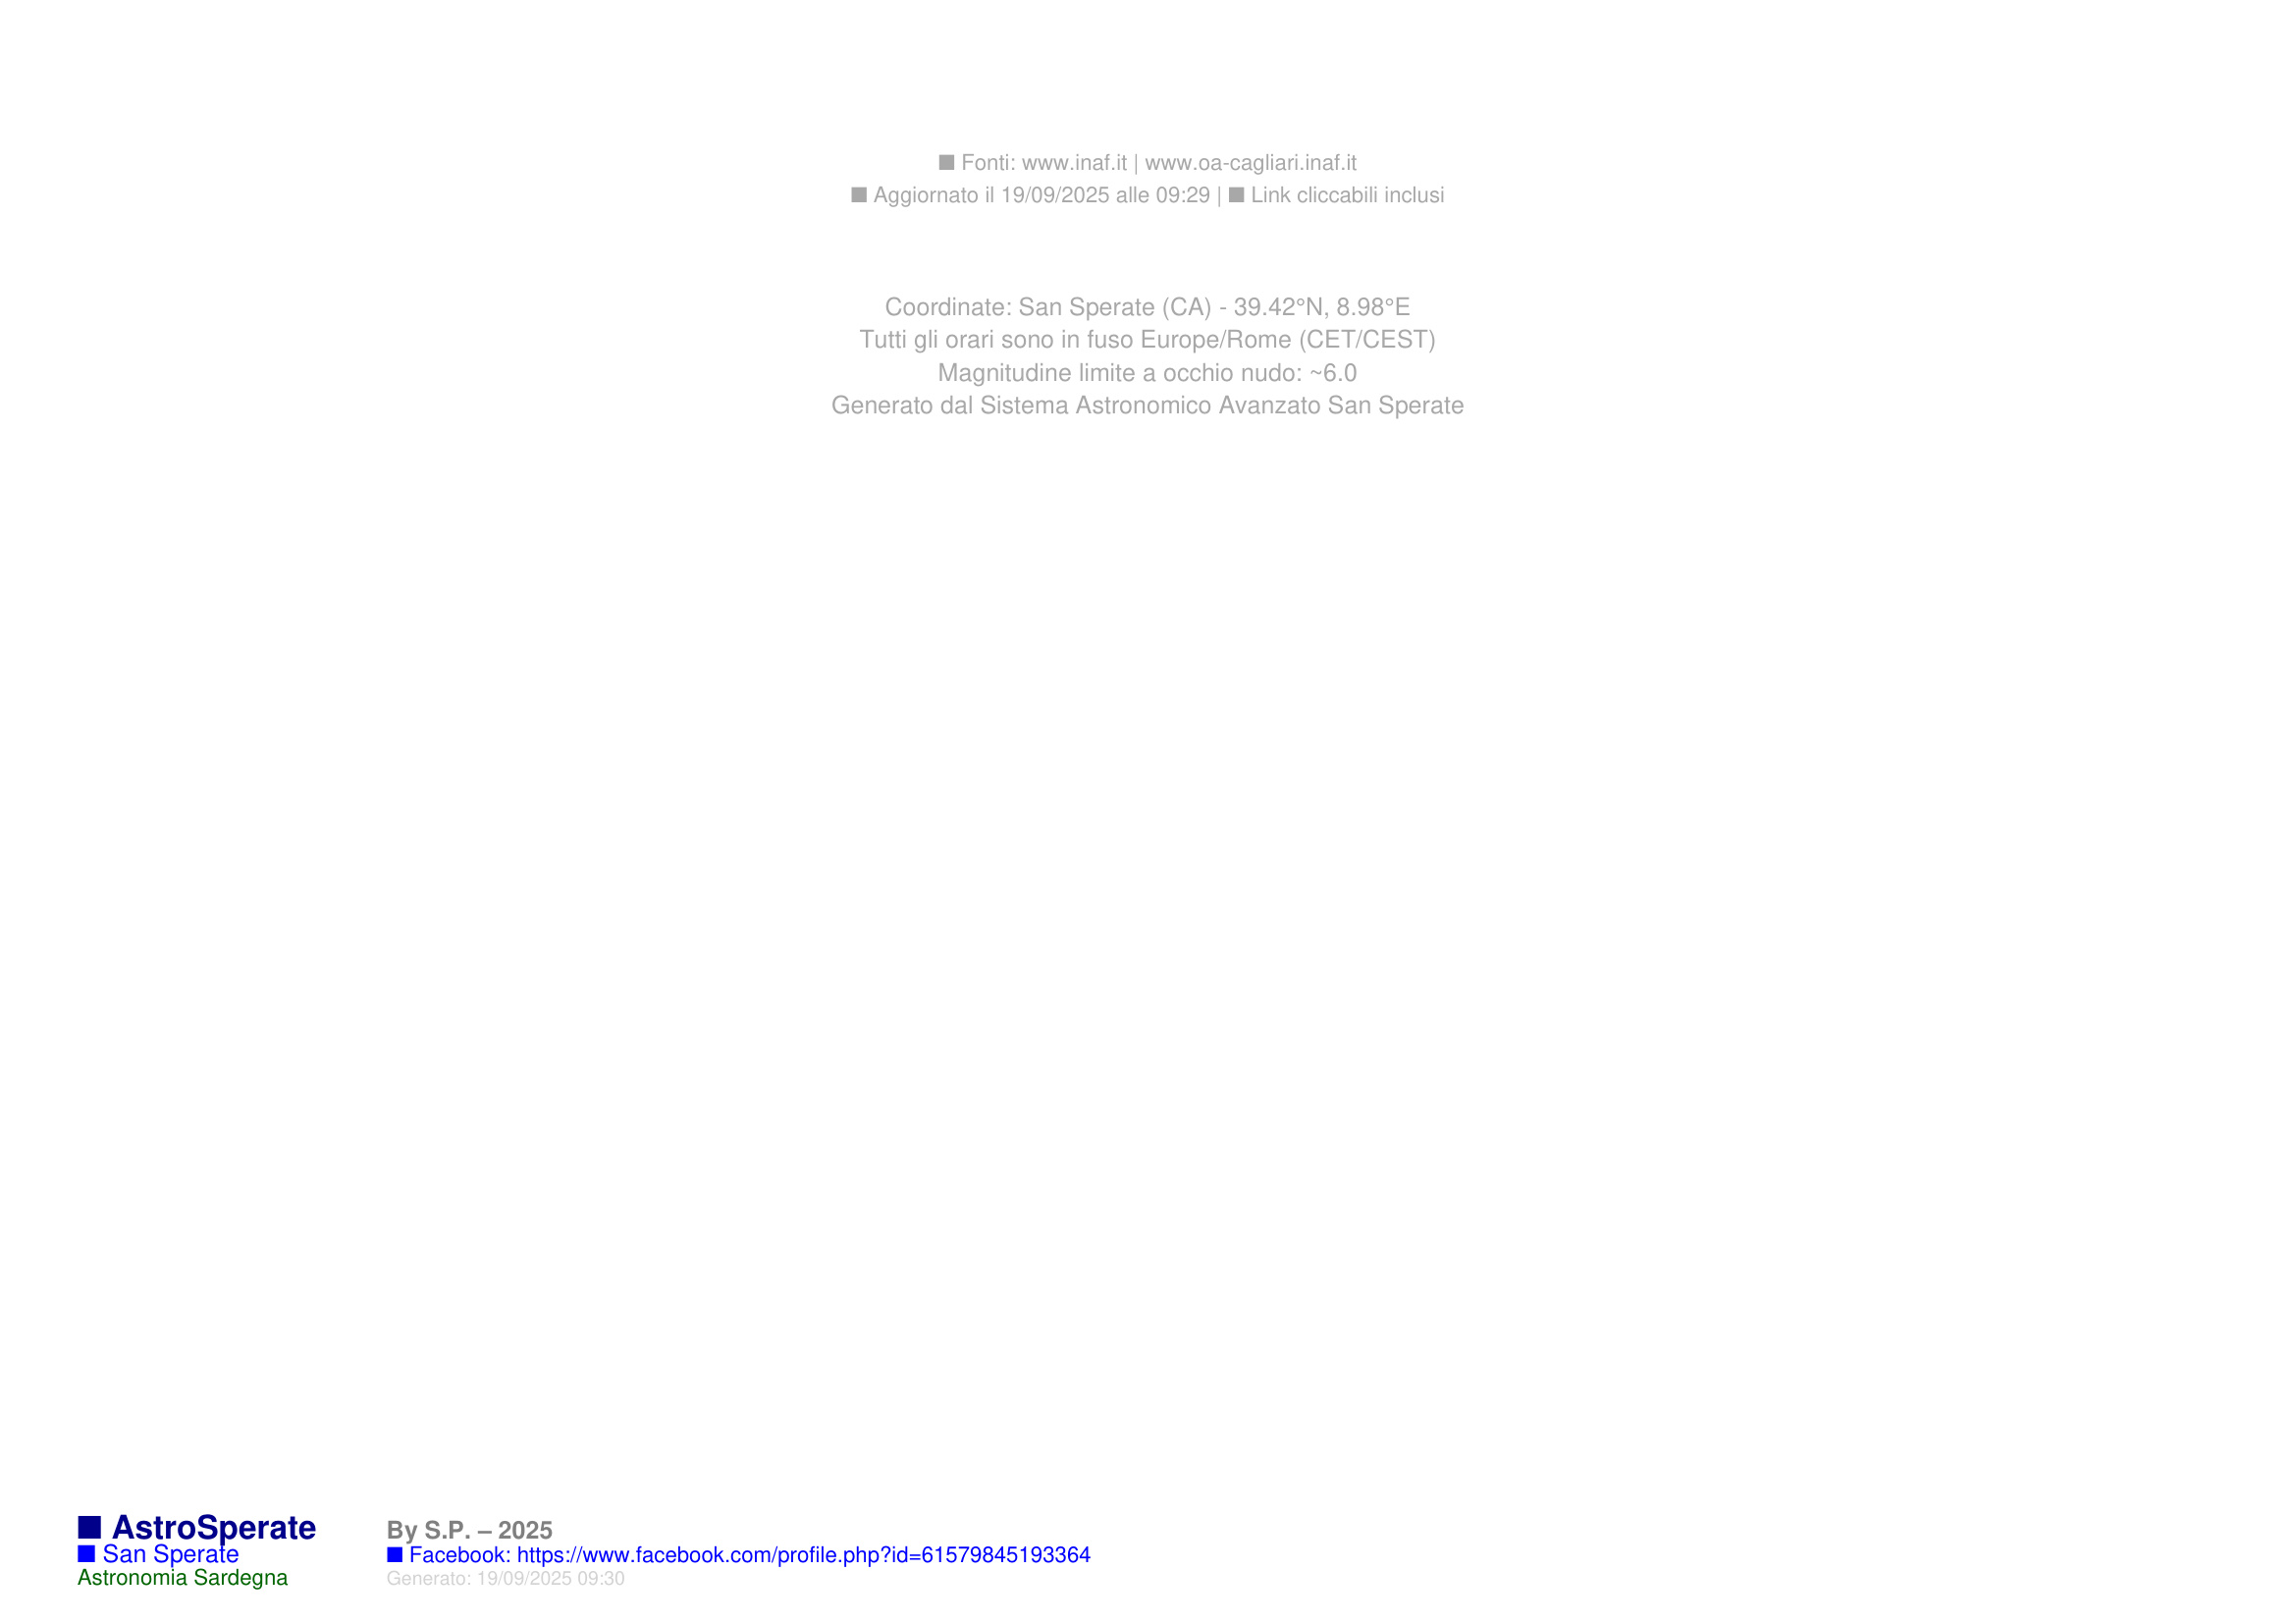 ■ Fonti: www.inaf.it | www.oa-cagliari.inaf.it
■ Aggiornato il 19/09/2025 alle 09:29 | ■ Link cliccabili inclusi
Coordinate: San Sperate (CA) - 39.42°N, 8.98°E
Tutti gli orari sono in fuso Europe/Rome (CET/CEST)
Magnitudine limite a occhio nudo: ~6.0
Generato dal Sistema Astronomico Avanzato San Sperate
■ AstroSperate
■ San Sperate
Astronomia Sardegna
By S.P. – 2025
■ Facebook: https://www.facebook.com/profile.php?id=61579845193364
Generato: 19/09/2025 09:30